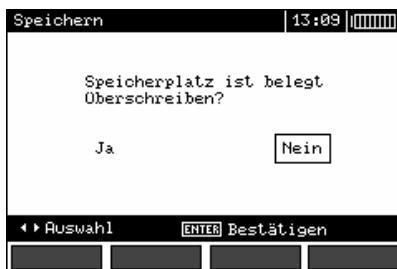 Speichern 13:09
Speicherplatz ist belegt
Überschreiben?
Ja Nein
Auswahl ENTER Bestätigen